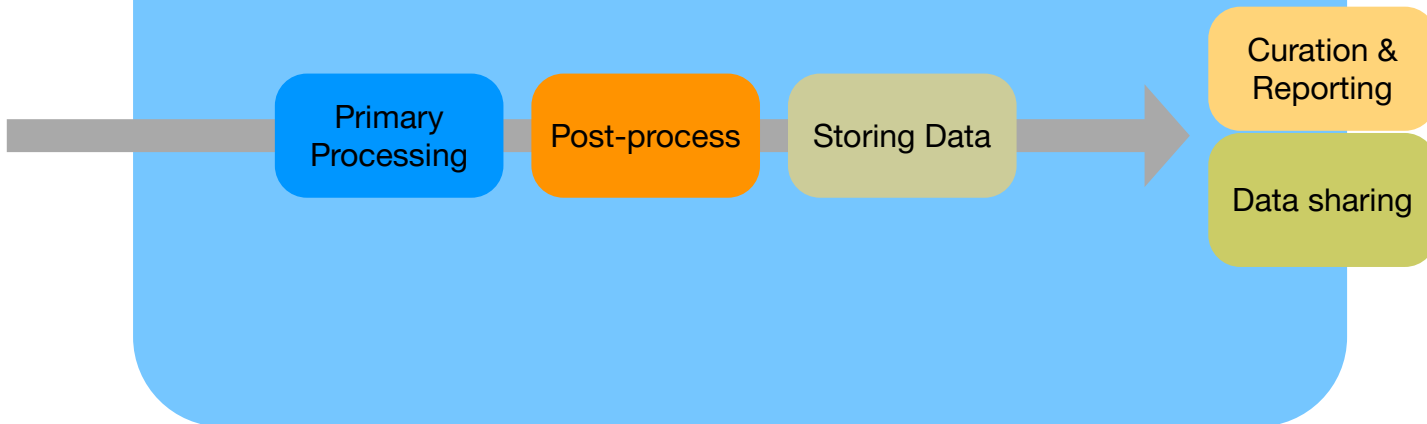 Primary
Processing
Post-process
Storing Data
Curation &
Reporting
Data sharing